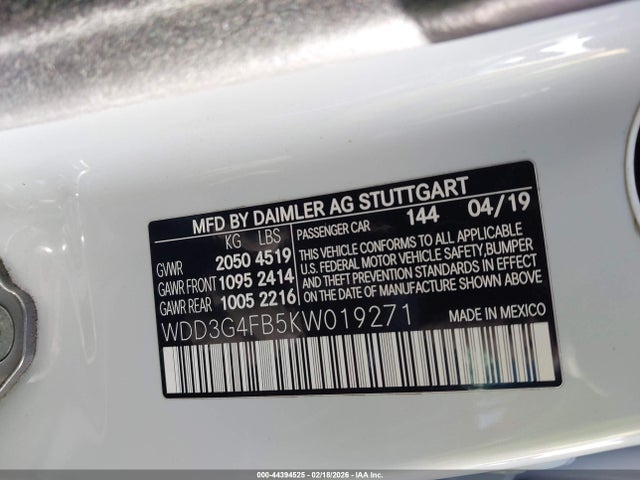 MFD BY DAIMLER AG STUTTGART
KG LBS
GVWR 2050 4519
GAWR FRONT 1095 2414
GAWR REAR 1005 2216
PASSENGER CAR 144 04/19
THIS VEHICLE CONFORMS TO ALL APPLICABLE
U.S. FEDERAL MOTOR VEHICLE SAFETY, BUMPER
AND THEFT PREVENTION STANDARDS IN EFFECT
ON THE DATE OF MANUFACTURE SHOWN ABOVE.
WDD3G4FB5KW019271
MADE IN MEXICO
000-44394525 - 02/18/2026 - IAAI.COM